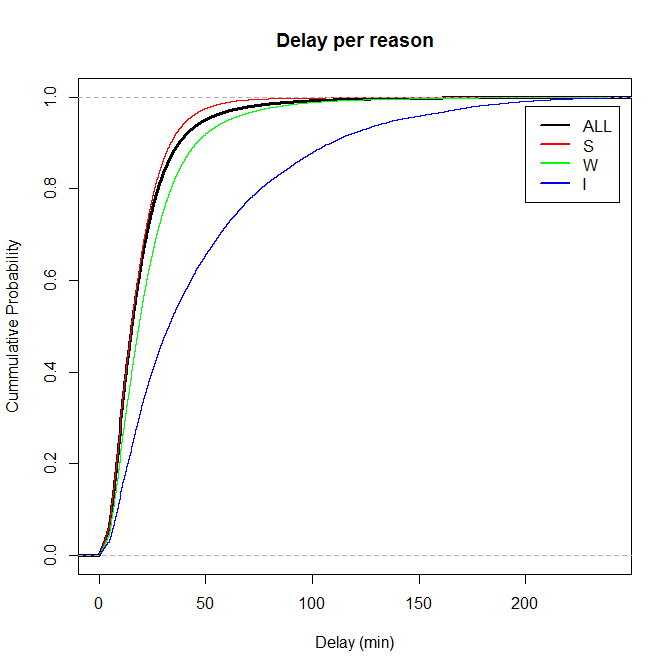 Delay per reason
Cummulative Probability
1.0
0.8
0.6
0.4
0.2
0.0
ALL
S
W
I
0 50 100 150 200
Delay (min)